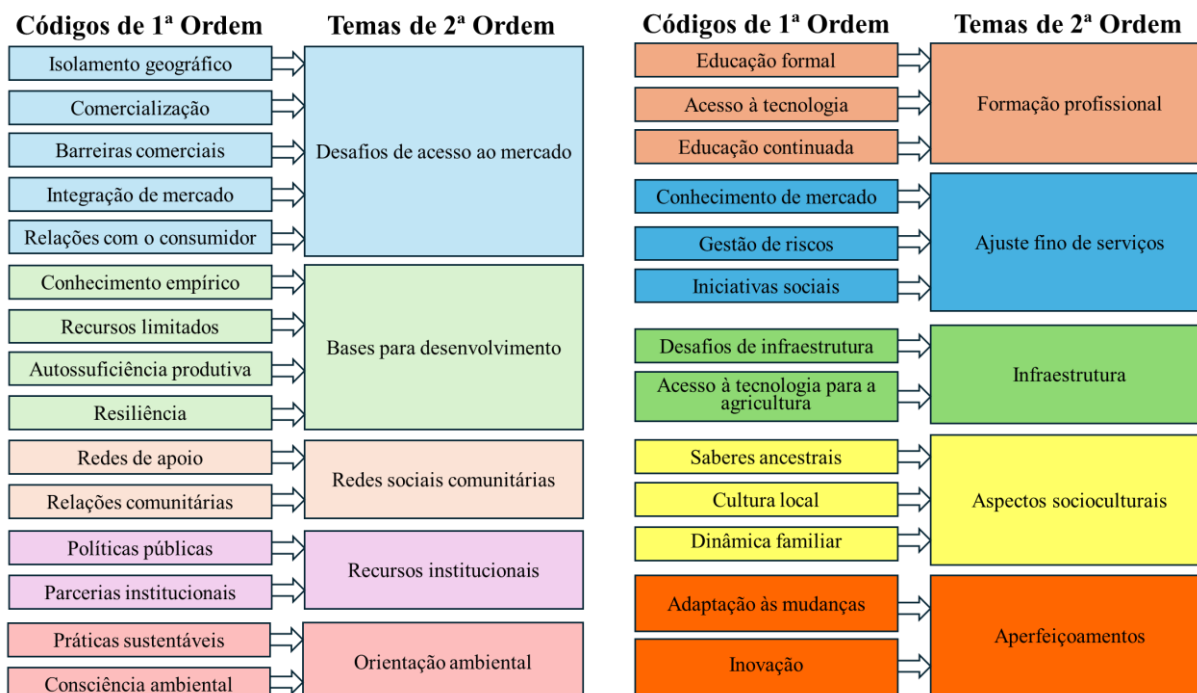 Códigos de 1ª Ordem
Temas de 2ª Ordem
Isolamento geográfico
Comercialização
Barreiras comerciais
Integração de mercado
Relações com o consumidor
Desafios de acesso ao mercado
Conhecimento empírico
Recursos limitados
Autossuficiência produtiva
Resiliência
Bases para desenvolvimento
Redes de apoio
Relações comunitárias
Redes sociais comunitárias
Políticas públicas
Parcerias institucionais
Recursos institucionais
Práticas sustentáveis
Consciência ambiental
Orientação ambiental
Códigos de 1ª Ordem
Temas de 2ª Ordem
Educação formal
Acesso à tecnologia
Educação continuada
Formação profissional
Conhecimento de mercado
Gestão de riscos
Iniciativas sociais
Ajuste fino de serviços
Desafios de infraestrutura
Acesso à tecnologia para a
agricultura
Infraestrutura
Saberes ancestrais
Cultura local
Dinâmica familiar
Aspectos socioculturais
Adaptação às mudanças
Inovação
Aperfeiçoamentos